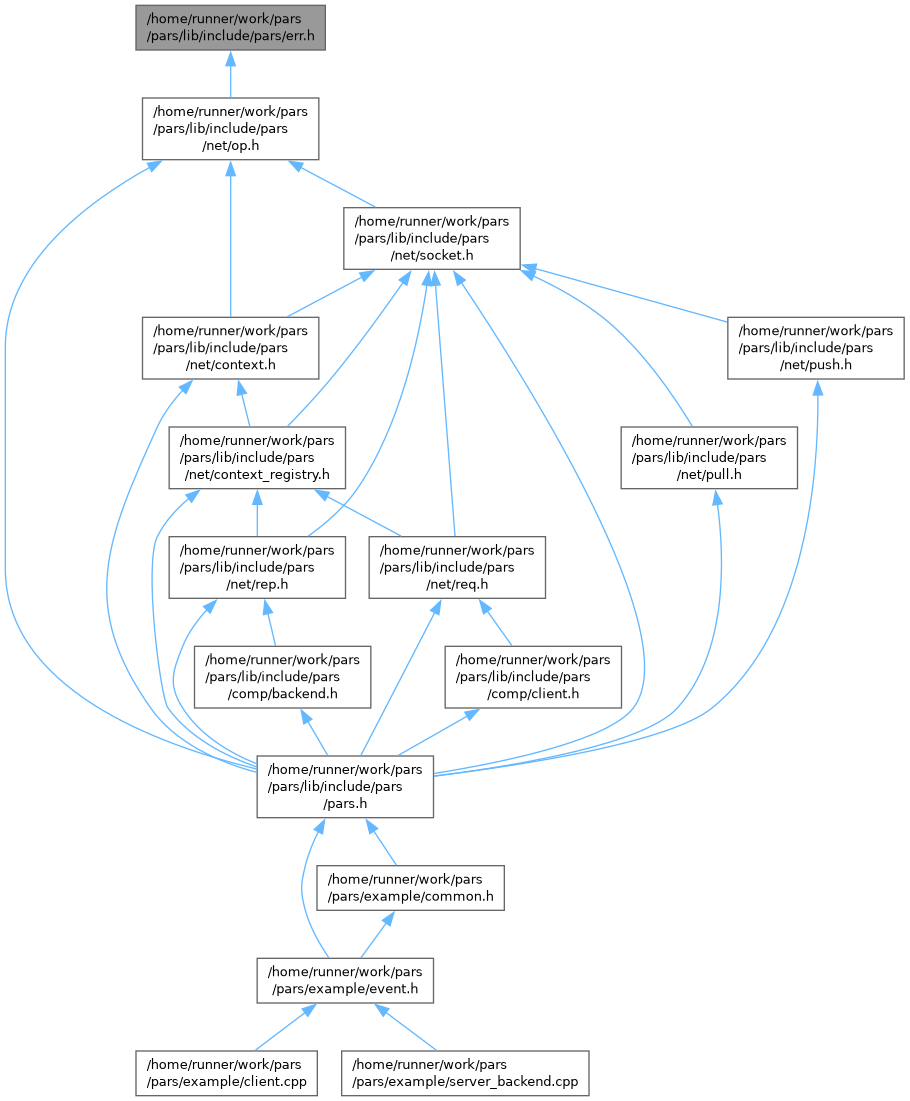 /home/runner/work/pars
/pars/lib/include/pars/err.h
/home/runner/work/pars
/pars/lib/include/pars
/net/op.h
/home/runner/work/pars
/pars/lib/include/pars
/net/socket.h
/home/runner/work/pars
/pars/lib/include/pars
/net/context.h
/home/runner/work/pars
/pars/lib/include/pars
/net/push.h
/home/runner/work/pars
/pars/lib/include/pars
/net/context_registry.h
/home/runner/work/pars
/pars/lib/include/pars
/net/pull.h
/home/runner/work/pars
/pars/lib/include/pars
/net/rep.h
/home/runner/work/pars
/pars/lib/include/pars
/net/req.h
/home/runner/work/pars
/pars/lib/include/pars
/comp/backend.h
/home/runner/work/pars
/pars/lib/include/pars
/comp/client.h
/home/runner/work/pars
/pars/lib/include/pars
/pars.h
/home/runner/work/pars
/pars/example/common.h
/home/runner/work/pars
/pars/example/event.h
/home/runner/work/pars
/pars/example/client.cpp
/home/runner/work/pars
/pars/example/server_backend.cpp